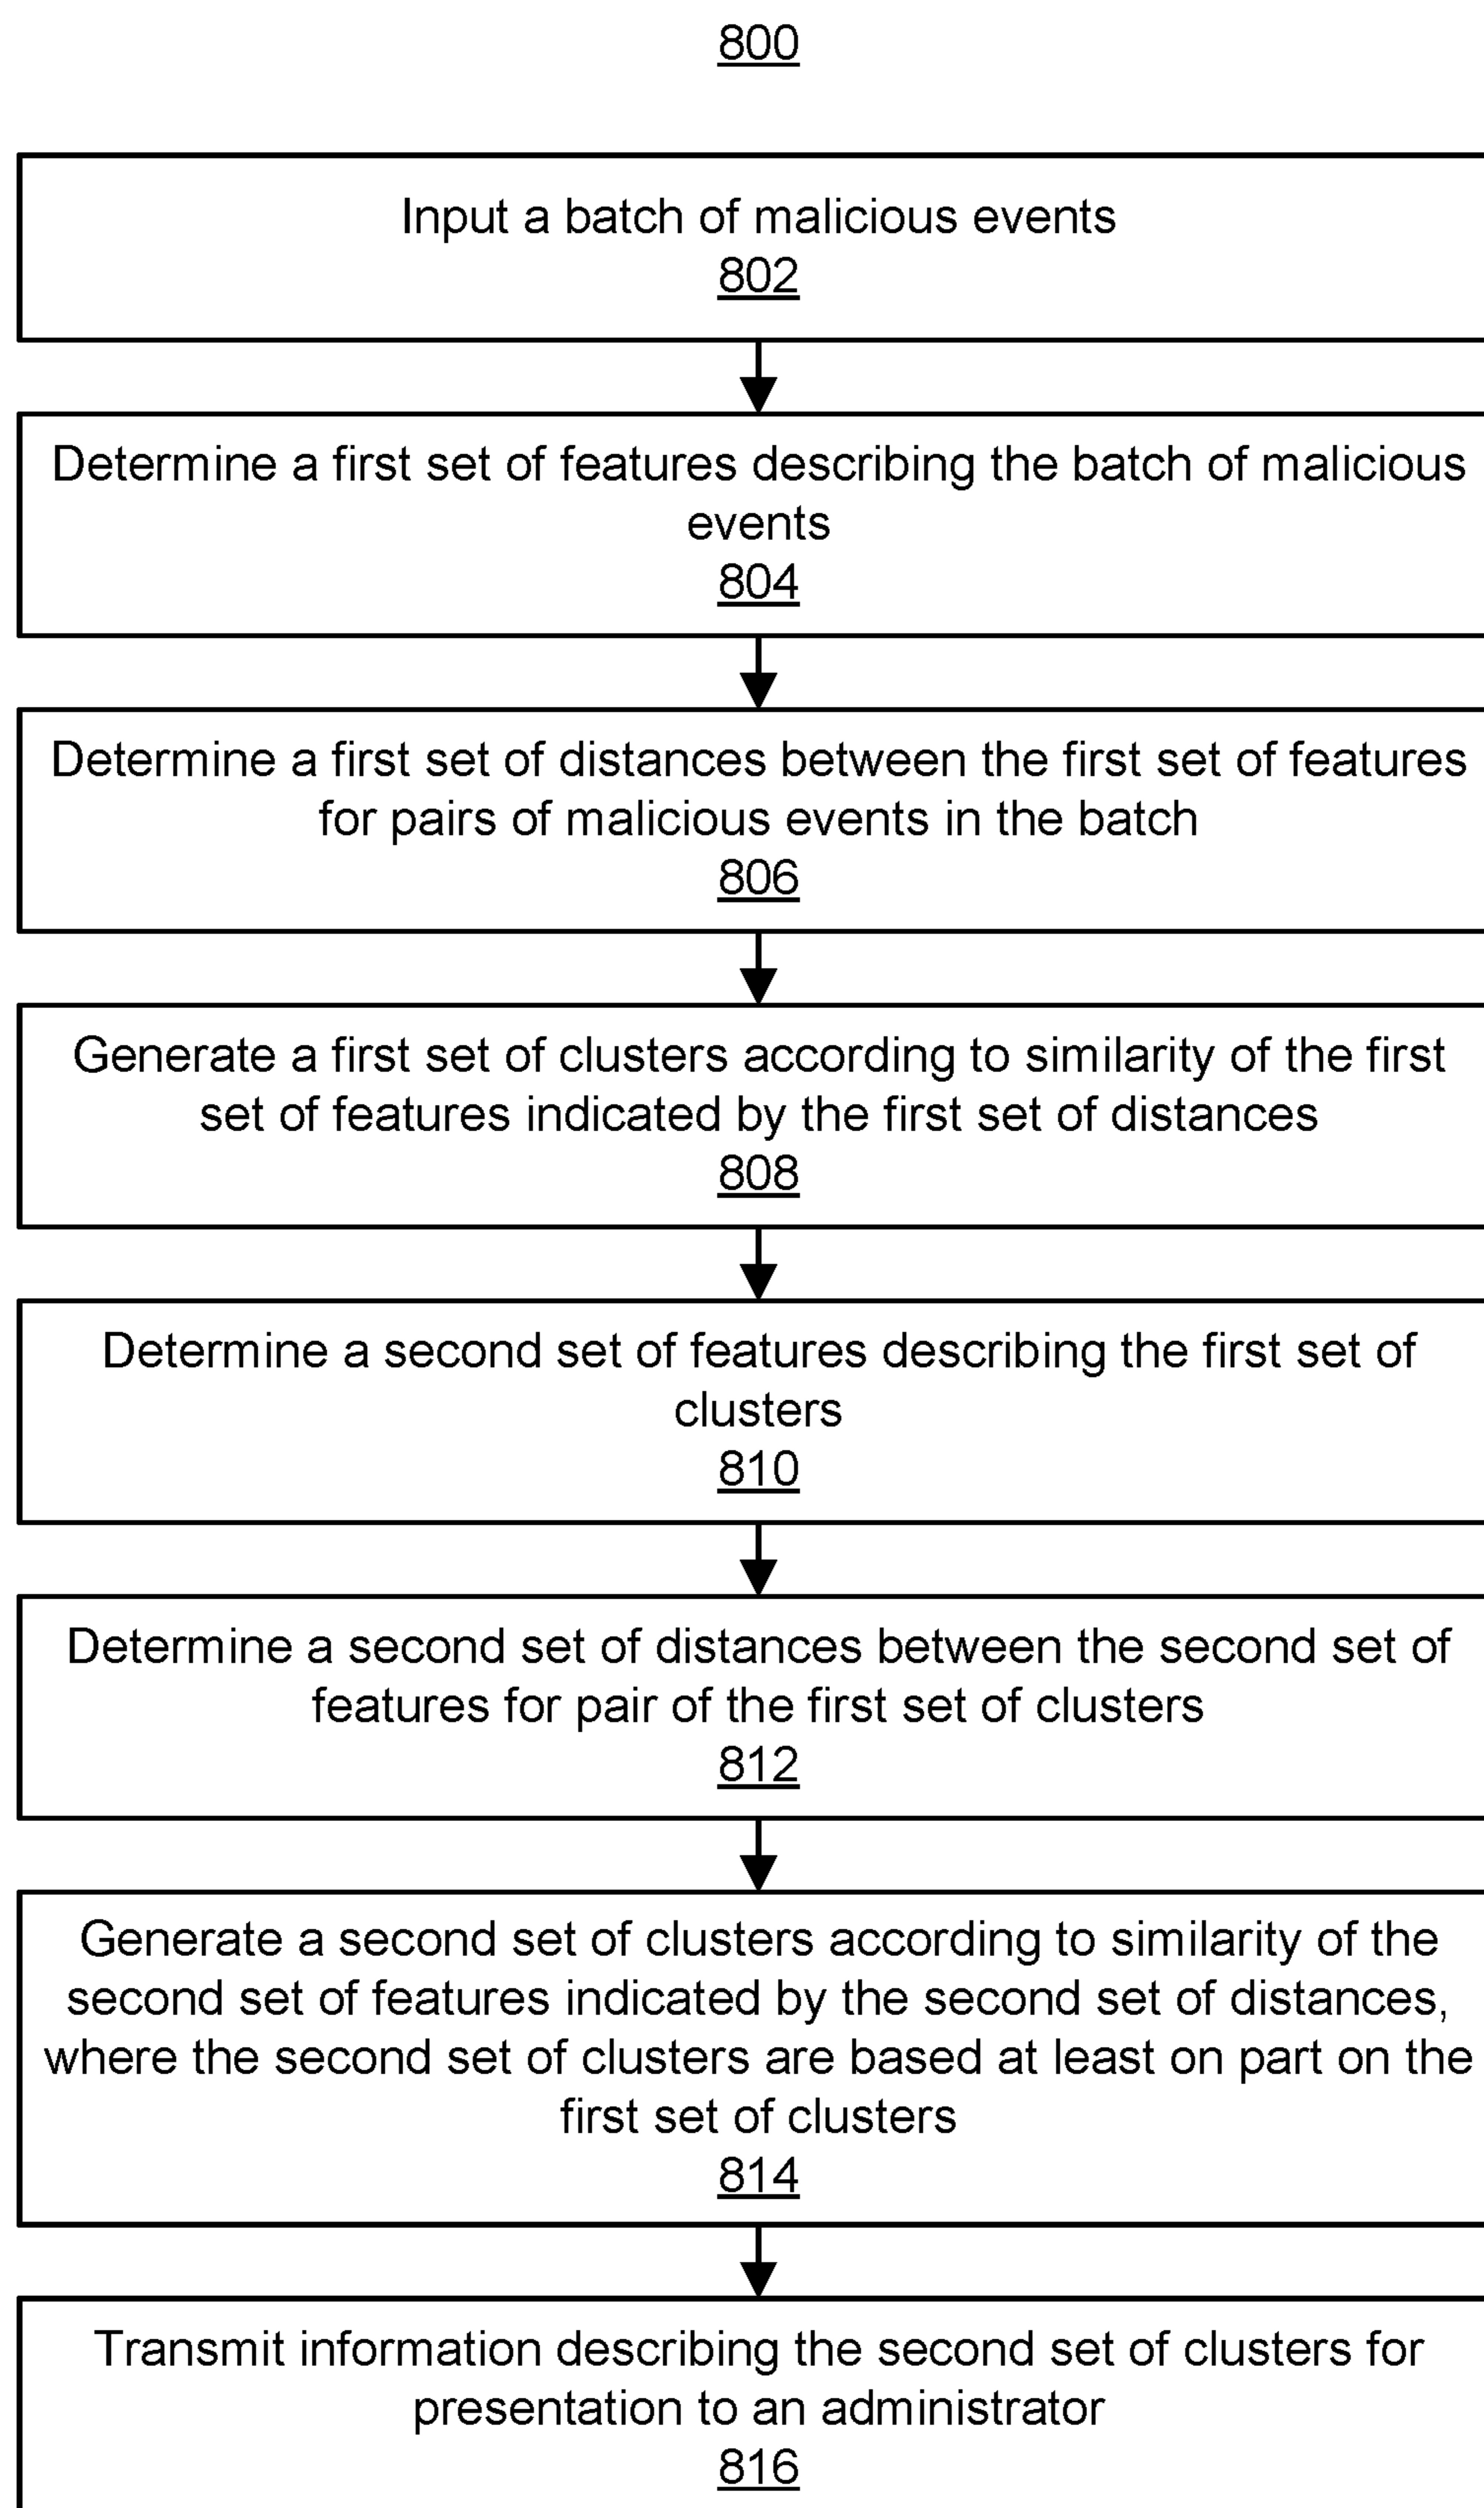 800
Input a batch of malicious events
802
Determine a first set of features describing the batch of malicious
events
804
Determine a first set of distances between the first set of features
for pairs of malicious events in the batch
806
Generate a first set of clusters according to similarity of the first
set of features indicated by the first set of distances
808
Determine a second set of features describing the first set of
clusters
810
Determine a second set of distances between the second set of
features for pair of the first set of clusters
812
Generate a second set of clusters according to similarity of the
second set of features indicated by the second set of distances,
where the second set of clusters are based at least on part on the
first set of clusters
814
Transmit information describing the second set of clusters for
presentation to an administrator
816